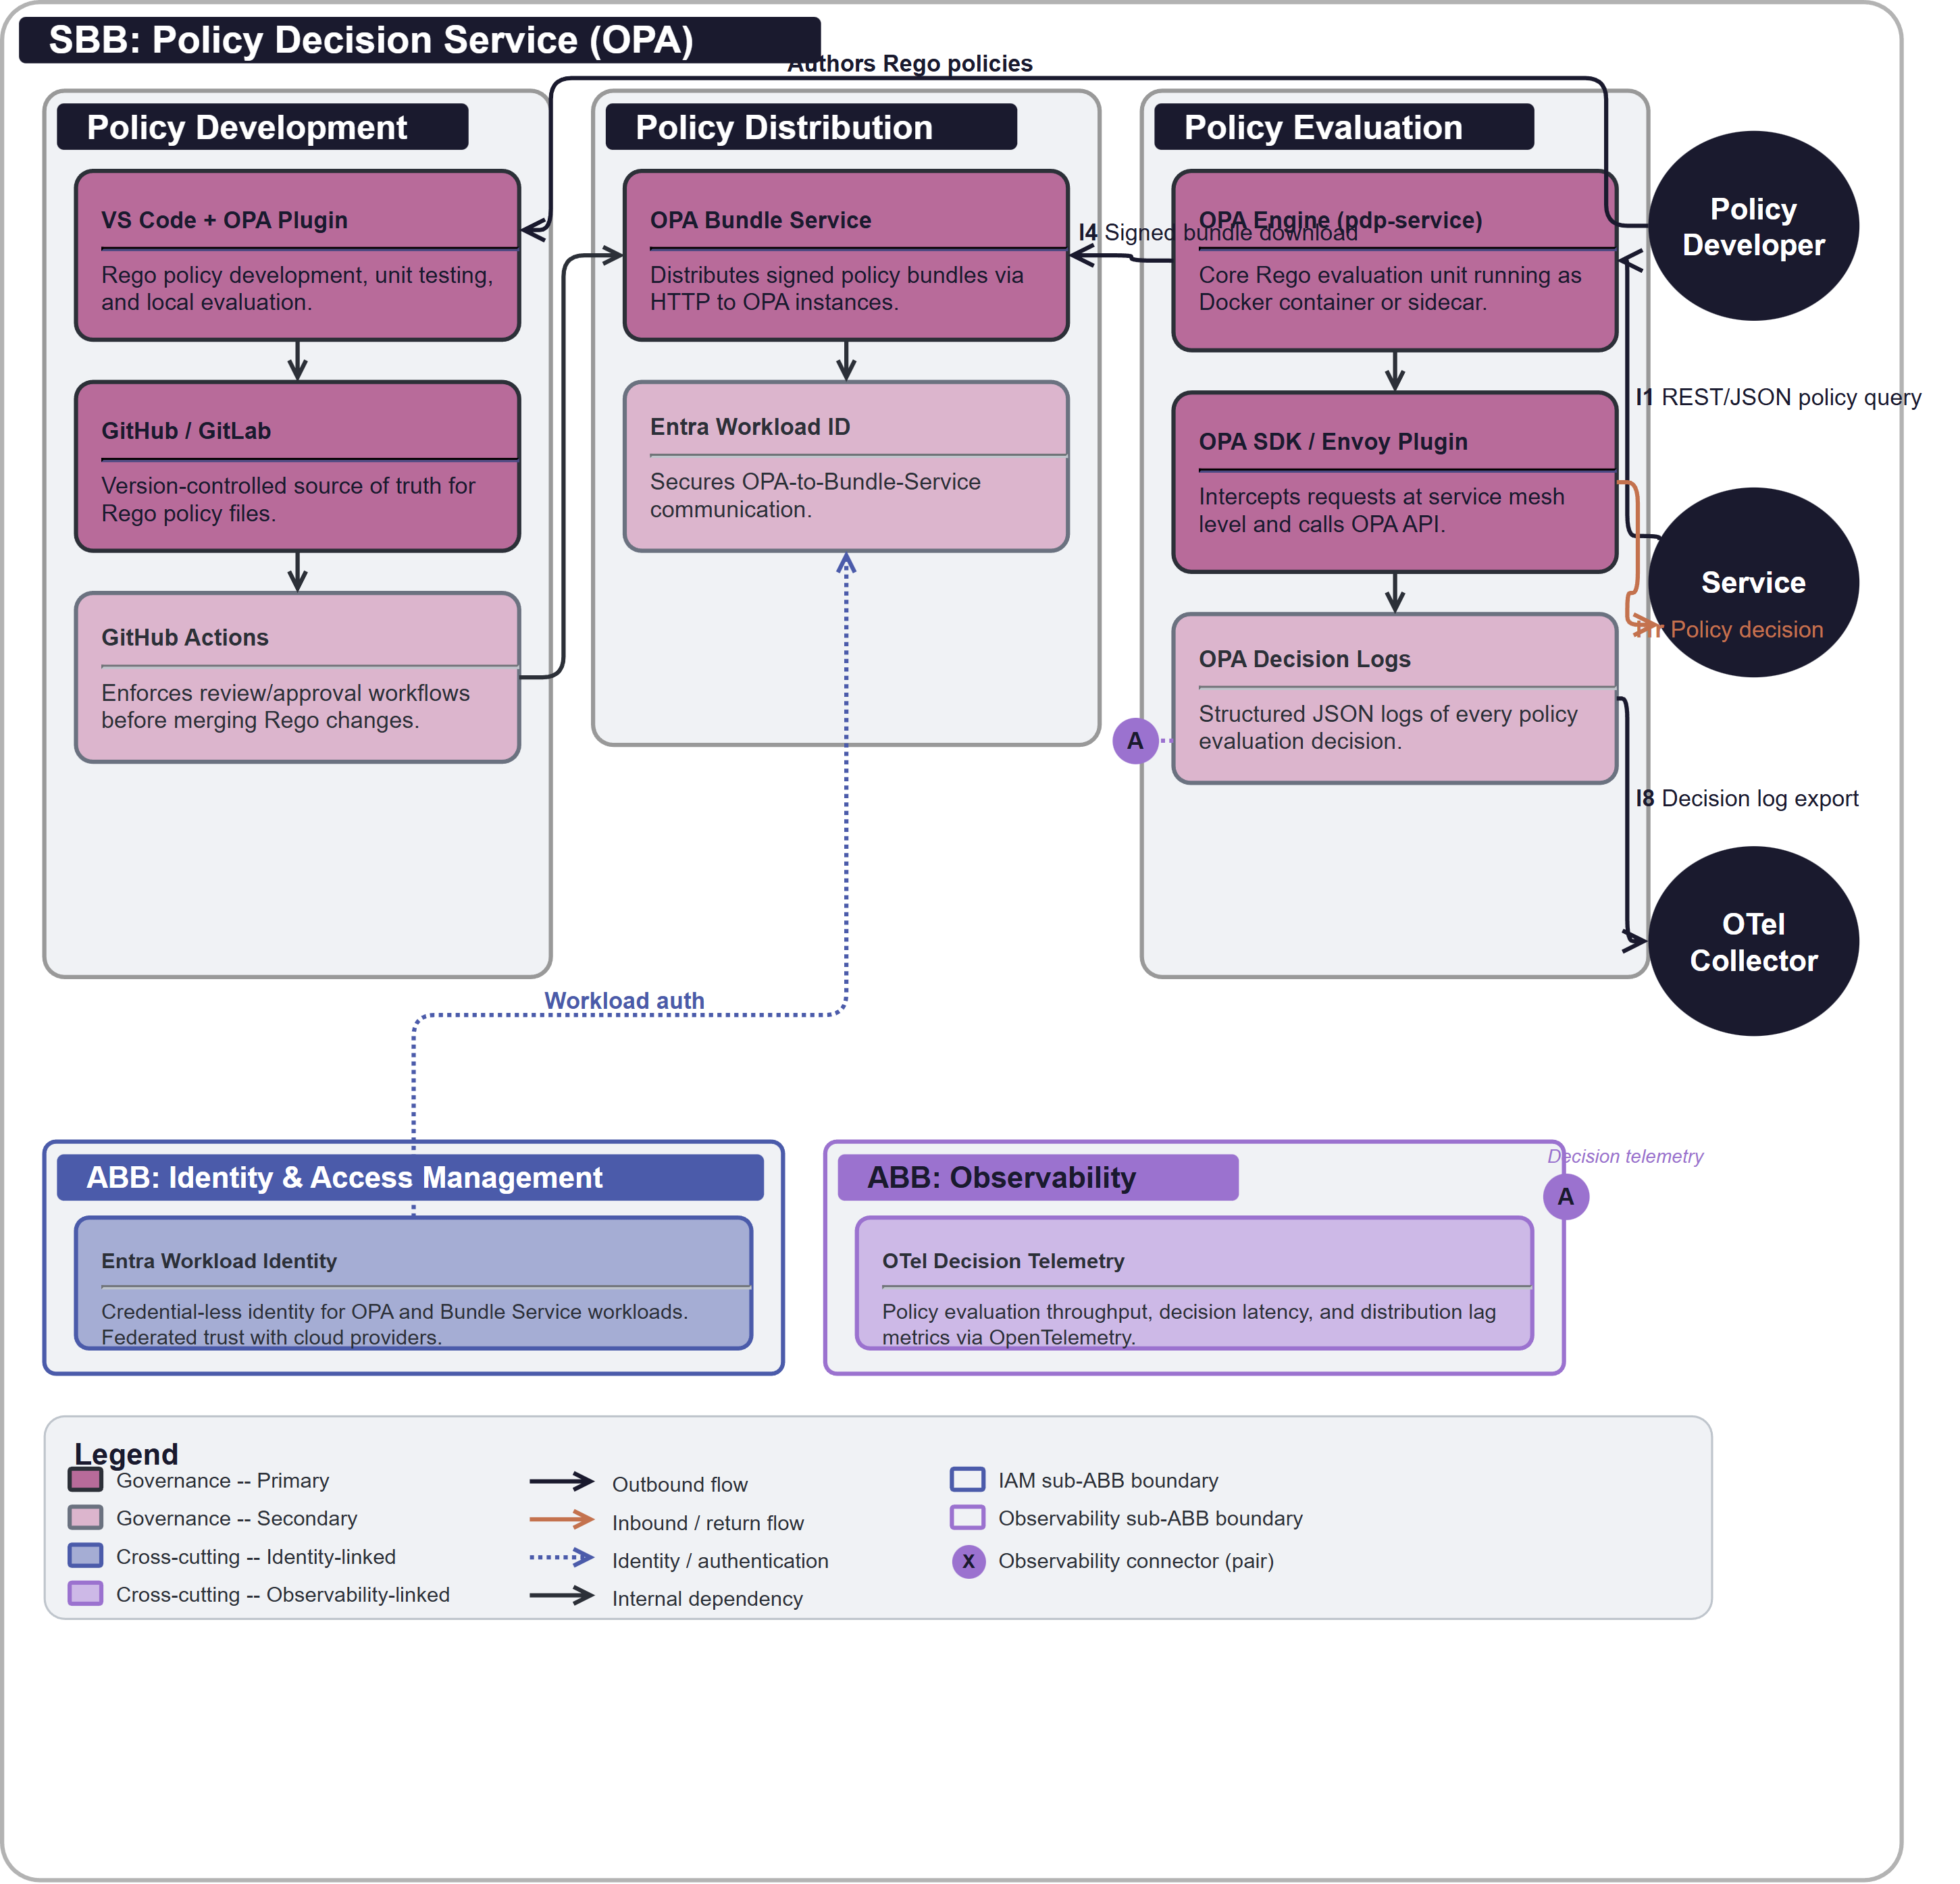 SBB: Policy Decision Service (OPA)
Authors Rego policies
Policy Development
VS Code + OPA Plugin
Rego policy development, unit testing,
and local evaluation.
GitHub / GitLab
Version-controlled source of truth for
Rego policy files.
GitHub Actions
Enforces review/approval workflows
before merging Rego changes.
Policy Distribution
OPA Bundle Service
Distributes signed policy bundles via
HTTP to OPA instances.
Entra Workload ID
Secures OPA-to-Bundle-Service
communication.
I4 Signed bundle download
Policy Evaluation
OPA Engine (pdp-service)
Core Rego evaluation unit running as
Docker container or sidecar.
OPA SDK / Envoy Plugin
Intercepts requests at service mesh
level and calls OPA API.
OPA Decision Logs
Structured JSON logs of every policy
evaluation decision.
A
Policy
Developer
I1 REST/JSON policy query
Service
Policy decision
I8 Decision log export
OTel
Collector
Workload auth
ABB: Identity & Access Management
Entra Workload Identity
Credential-less identity for OPA and Bundle Service workloads.
Federated trust with cloud providers.
ABB: Observability
OTel Decision Telemetry
Policy evaluation throughput, decision latency, and distribution lag
metrics via OpenTelemetry.
Decision telemetry
A
Legend
Governance -- Primary
Governance -- Secondary
Cross-cutting -- Identity-linked
Cross-cutting -- Observability-linked
Outbound flow
Inbound / return flow
Identity / authentication
Internal dependency
IAM sub-ABB boundary
Observability sub-ABB boundary
X Observability connector (pair)